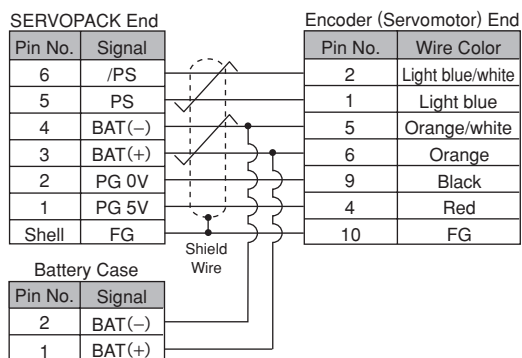 SERVOPACK End
Pin No. Signal
6 /PS
5 PS
4 BAT(−)
3 BAT(+)
2 PG 0V
1 PG 5V
Shell FG
Shield
Wire
Encoder (Servomotor) End
Pin No. Wire Color
2 Light blue/white
1 Light blue
5 Orange/white
6 Orange
9 Black
4 Red
10 FG
Battery Case
Pin No. Signal
2 BAT(−)
1 BAT(+)